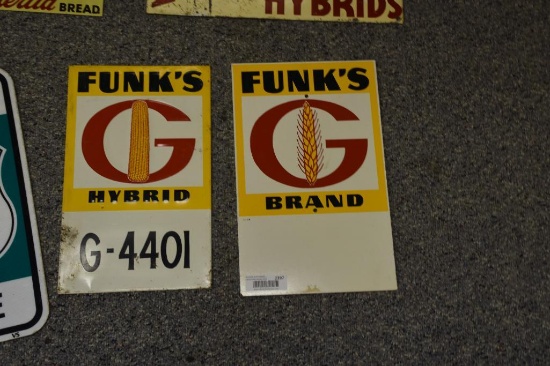 BREAD
HYBRIDS
FUNK'S
G
HYBRID
G-4401
FUNK'S
G
BRAND
E